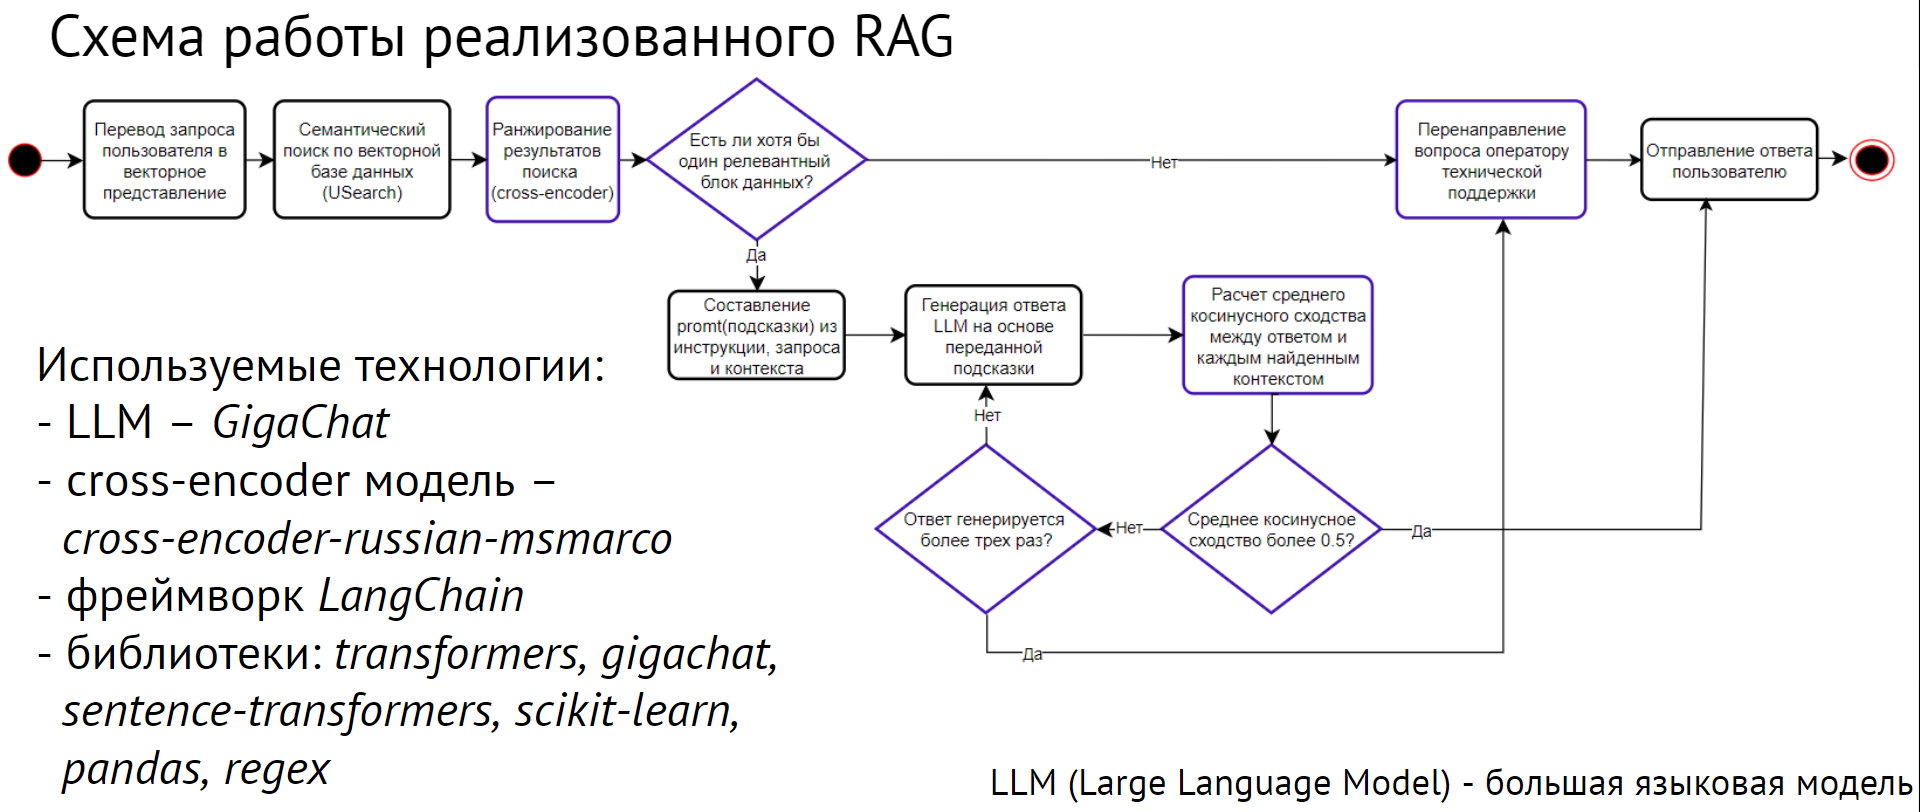 Схема работы реализованного RAG
Перевод запроса
пользователя в
векторное
представление
Семантический
поиск по векторной
базе данных
(USearch)
Ранжирование
результатов
поиска
(cross-encoder)
Есть ли хотя бы
один релевантный
блок данных?
Нет
Перенаправление
вопроса оператору
технической
поддержки
Отправление ответа
пользователю
Да
Составление
promt(подсказки) из
инструкции, запроса
и контекста
Генерация ответа
LLM на основе
переданной
подсказки
Расчет среднего
косинусного сходства
между ответом и
каждым найденным
контекстом
Нет
Ответ генерируется
более трех раз?
Нет
Среднее косинусное
сходство более 0.5?
Да
Да
Используемые технологии:
- LLM – GigaChat
- cross-encoder модель –
cross-encoder-russian-msmarco
- фреймворк LangChain
- библиотеки: transformers, gigachat,
sentence-transformers, scikit-learn,
pandas, regex
LLM (Large Language Model) - большая языковая модель